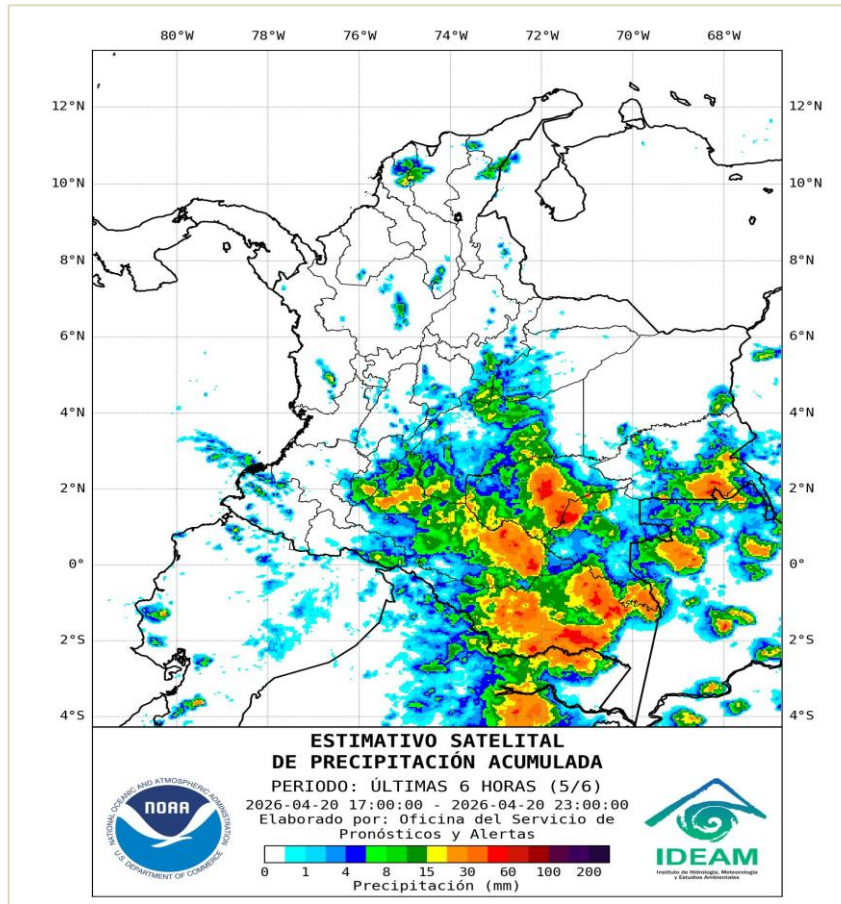 80°W 78°W 76°W 74°W 72°W 70°W 68°W
12°N 12°N
10°N 10°N
8°N 8°N
6°N 6°N
4°N 4°N
2°N 2°N
0° 0°
2°S 2°S
4°S 4°S
ESTIMATIVO SATELITAL
DE PRECIPITACIÓN ACUMULADA
PERIODO: ÚLTIMAS 6 HORAS (5/6)
2026-04-20 17:00:00 - 2026-04-20 23:00:00
Elaborado por: Oficina del Servicio de
Pronósticos y Alertas
0 1 4 8 15 30 60 100 200
Precipitación (mm)
NATIONAL OCEANIC AND ATMOSPHERIC ADMINISTRATION
NOAA
U.S. DEPARTMENT OF COMMERCE
IDEAM
Instituto de Hidrología, Meteorología
y Estudios Ambientales